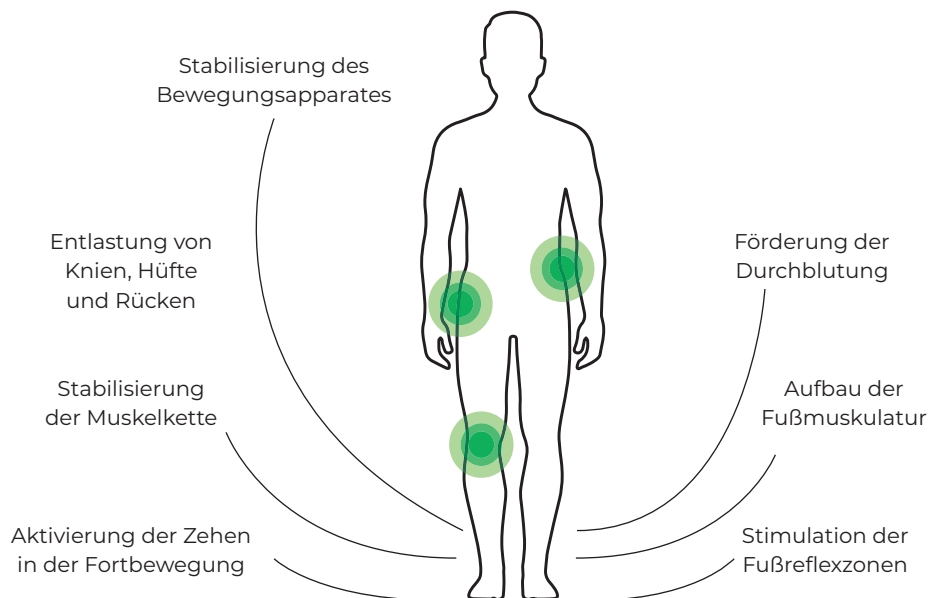 Stabilisierung des
Bewegungsapparates
Entlastung von
Knien, Hüfte
und Rücken
Stabilisierung
der Muskelkette
Aktivierung der Zehen
in der Fortbewegung
Förderung der
Durchblutung
Aufbau der
Fußmuskulatur
Stimulation der
Fußreflexzonen